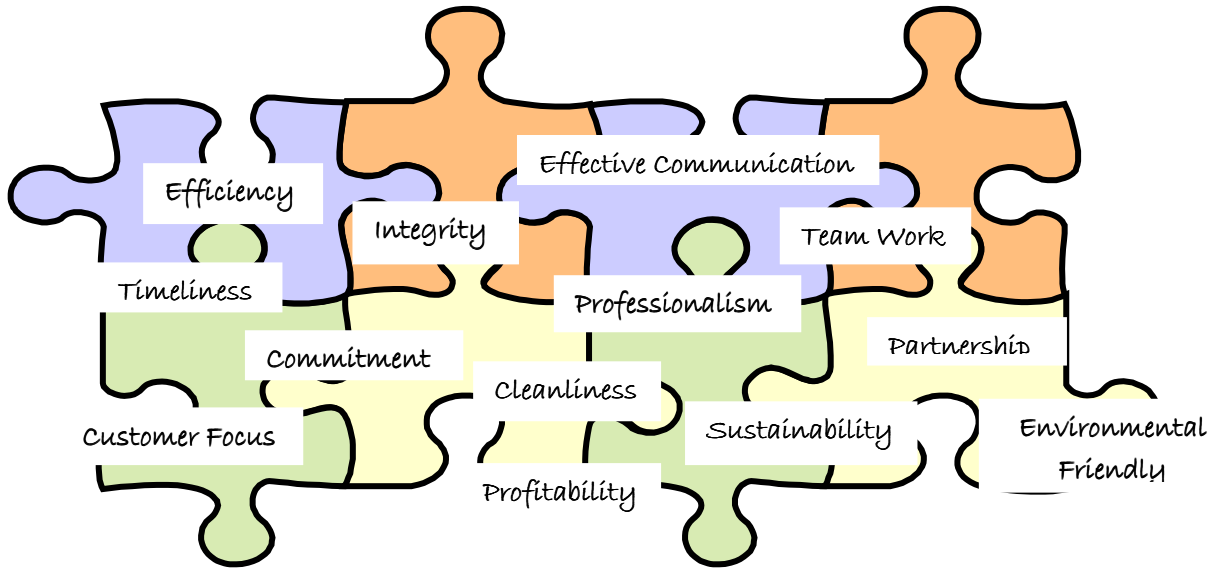 Effective Communication
Efficiency
Integrity
Team Work
Timeliness
Professionalism
Commitment
Partnership
Cleanliness
Customer Focus
Sustainability
Environmental
Friendly
Profitability